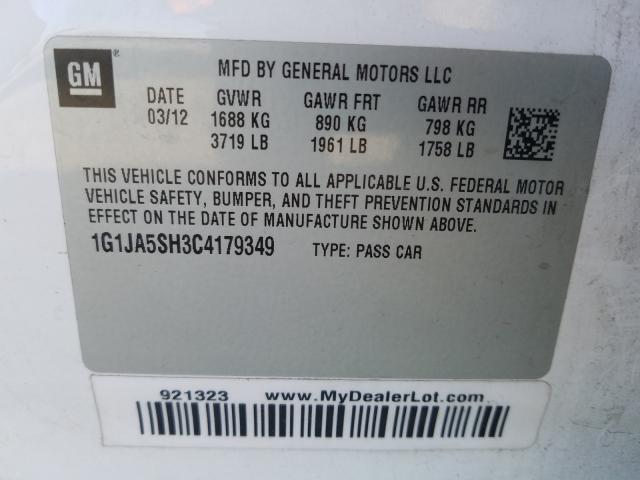 GM ®
MFD BY GENERAL MOTORS LLC
DATE GVWR GAWR FRT GAWR RR
03/12 1688 KG 890 KG 798 KG
3719 LB 1961 LB 1758 LB
THIS VEHICLE CONFORMS TO ALL APPLICABLE U.S. FEDERAL MOTOR
VEHICLE SAFETY, BUMPER, AND THEFT PREVENTION STANDARDS IN
EFFECT ON THE DATE OF MANUFACTURE SHOWN ABOVE.
1G1JA5SH3C4179349 TYPE: PASS CAR
921323 www.MyDealerLot.com